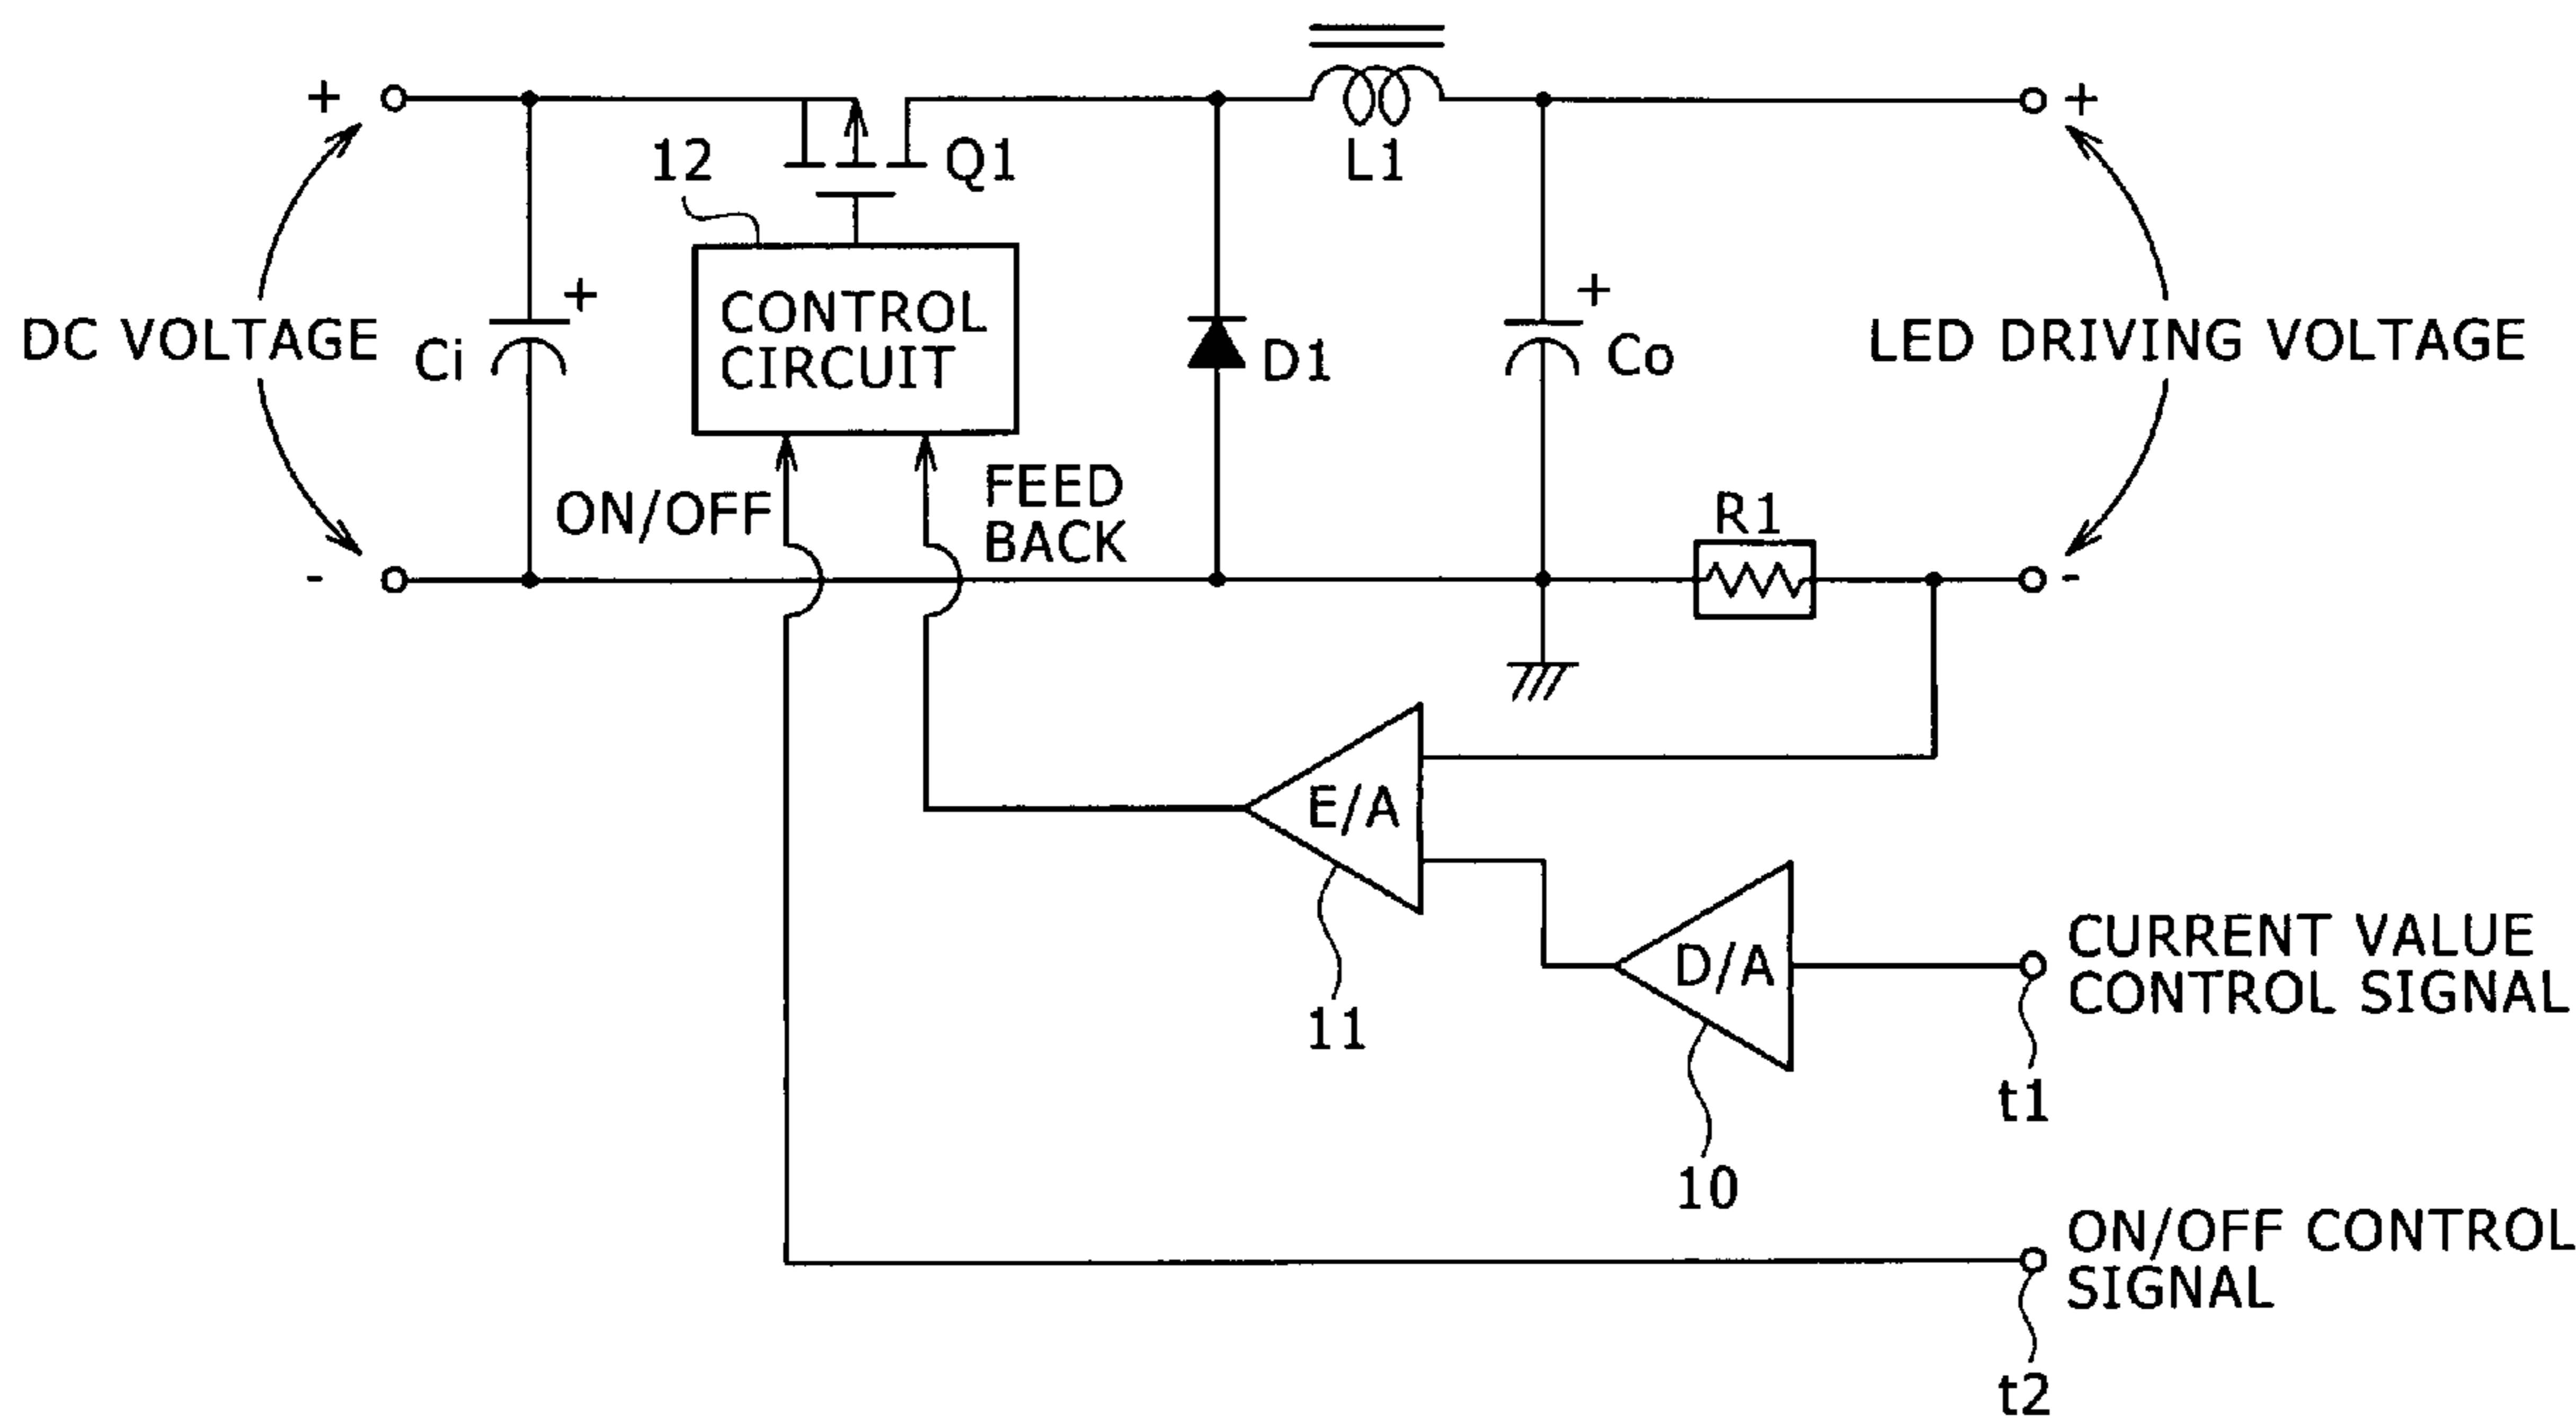 +
+
12
Q1
L1
+
+
CONTROL
CIRCUIT
DC VOLTAGE
Ci
D1
Co
LED DRIVING VOLTAGE
ON/OFF
FEED
BACK
R1
-
-
E/A
D/A
CURRENT VALUE
CONTROL SIGNAL
11
t1
10
ON/OFF CONTROL
SIGNAL
t2